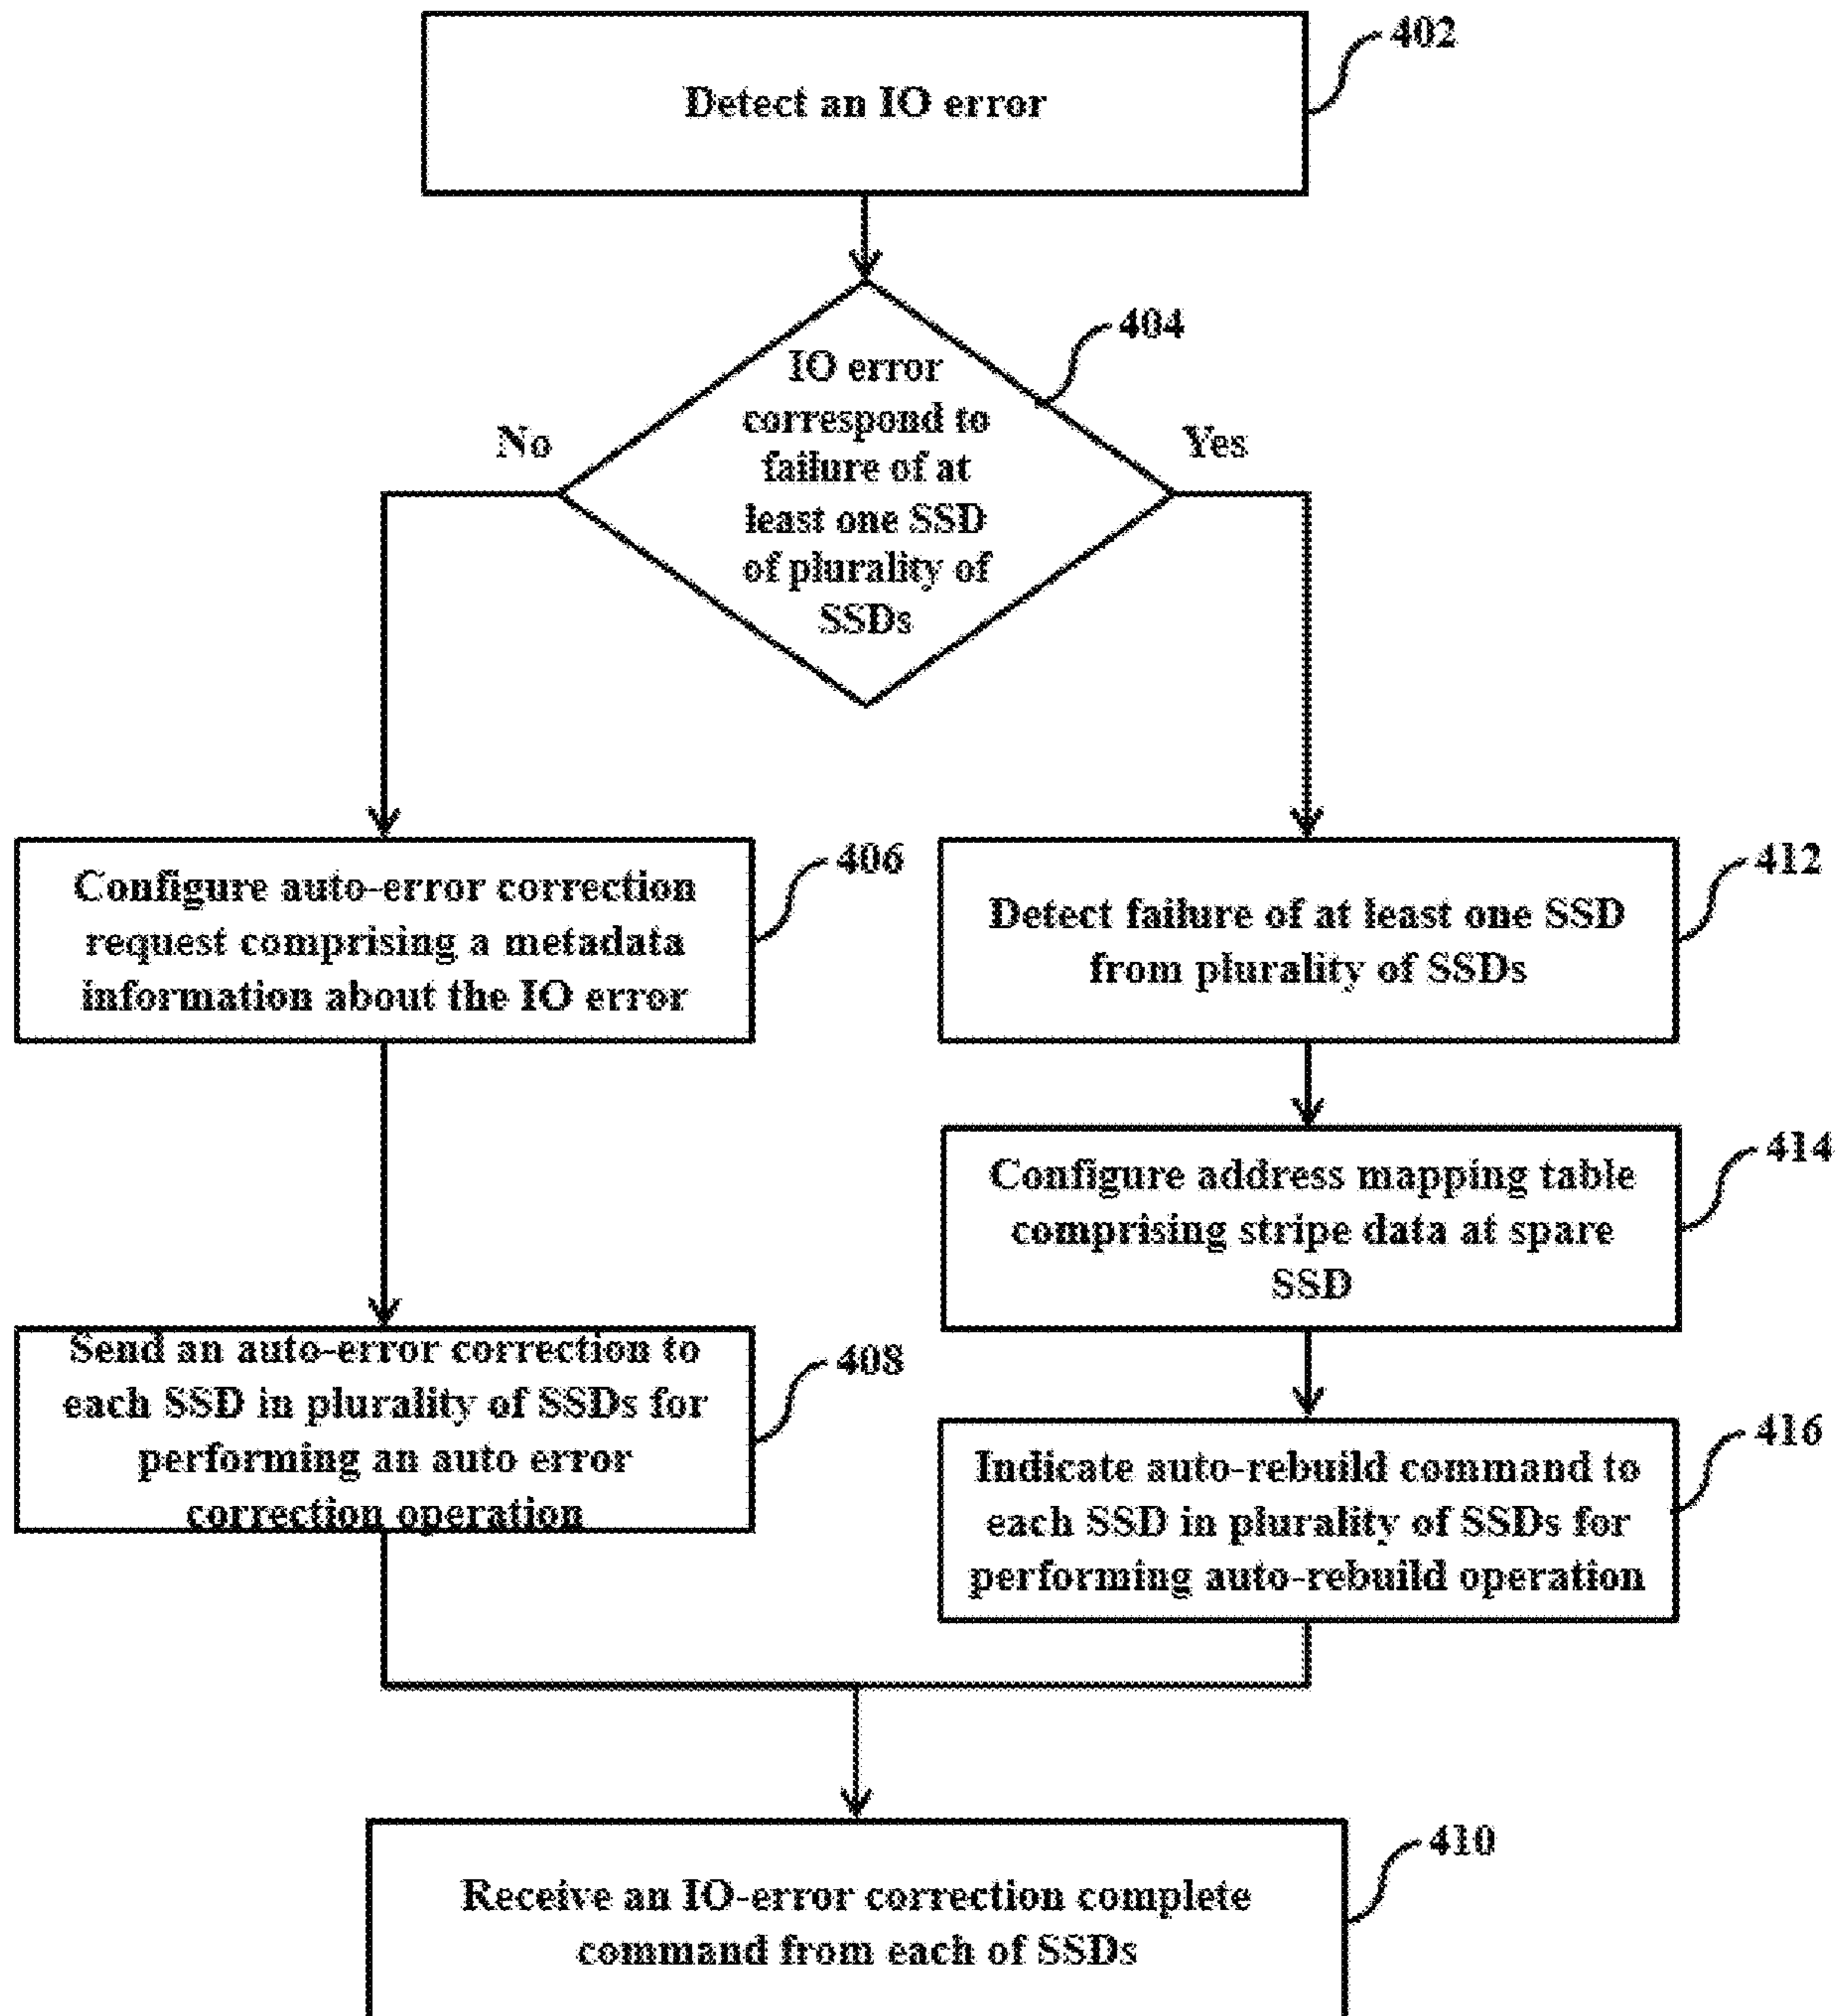 402
Detect an IO error
404
IO error
correspond to
failure of at
least one SSD
of plurality of
SSDs
No
Yes
406
Configure auto-error correction
request comprising a metadata
information about the IO error
412
Detect failure of at least one SSD
from plurality of SSDs
414
Configure address mapping table
comprising stripe data at spare
SSD
408
Send an auto-error correction to
each SSD in plurality of SSDs for
performing an auto error
correction operation
416
Indicate auto-rebuild command to
each SSD in plurality of SSDs for
performing auto-rebuild operation
410
Receive an IO-error correction complete
command from each of SSDs